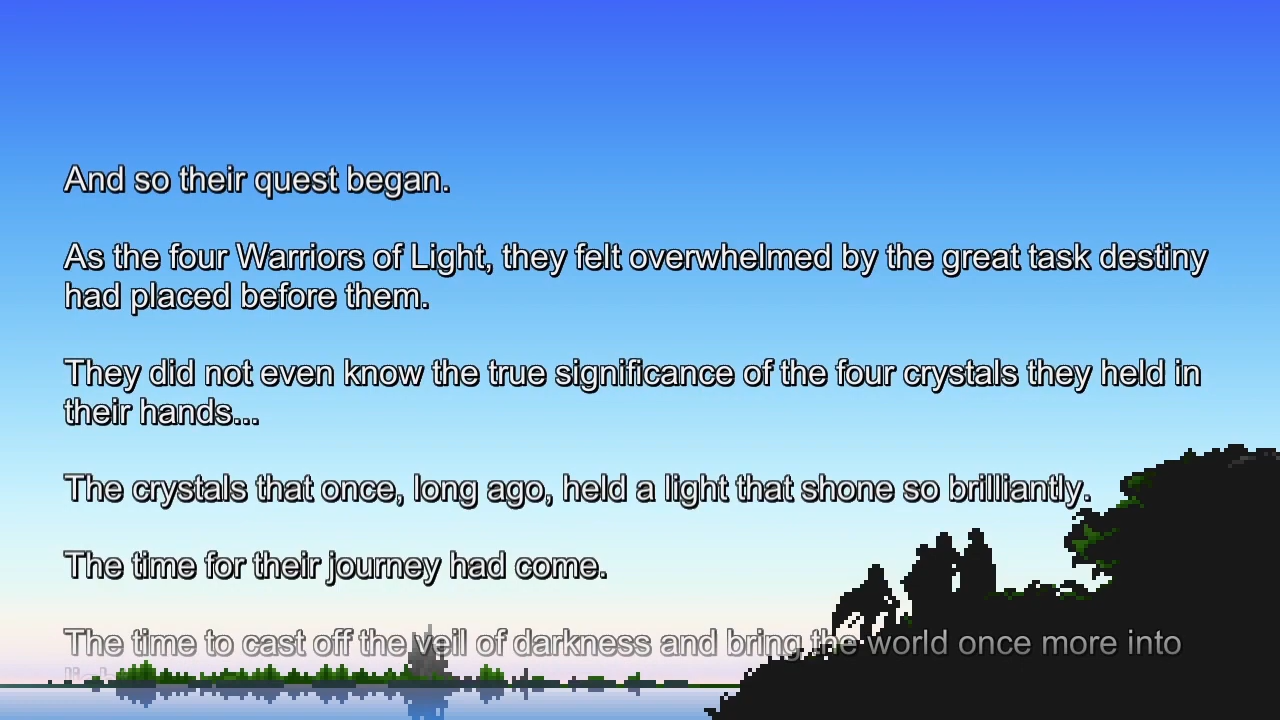 And so their quest began.
As the four Warriors of Light, they felt overwhelmed by the great task destiny
had placed before them.
They did not even know the true significance of the four crystals they held in
their hands...
The crystals that once, long ago, held a light that shone so brilliantly.
The time for their journey had come.
The time to cast off the veil of darkness and bring the world once more into